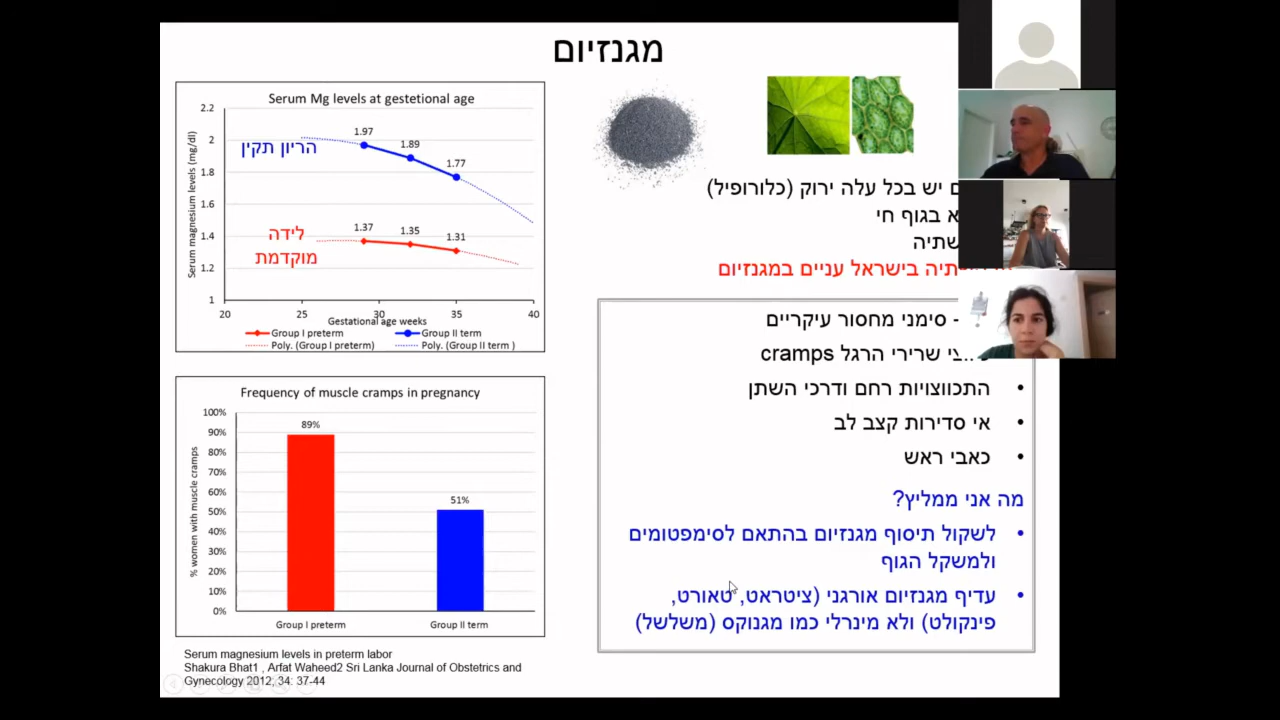 מגנזיום
Serum Mg levels at gestetional age
Serum magnesium levels (mg/dl)
2.2
2
1.8
1.6
1.4
1.2
1
הריון תקין
1.97
1.89
1.77
לידה
מוקדמת
1.37
1.35
1.31
20
25
30
35
40
Gestational age weeks
Group I preterm
Group II term
Poly. (Group I preterm)
Poly. (Group II term )
Frequency of muscle cramps in pregnancy
% women with muscle cramps
100%
90%
80%
70%
60%
50%
40%
30%
20%
10%
0%
89%
51%
Group I preterm
Group II term
Serum magnesium levels in preterm labor
Shakura Bhat1 , Arfat Waheed2 Sri Lanka Journal of Obstetrics and
Gynecology 2012; 34: 37-44
יש בכל עלה ירוק (כלורופיל)
בגוף חי
בישראל עניים במגנזיום
- סימני מחסור עיקריים
שרירי הרגל cramps
• התכווצויות רחם ודרכי השתן
• אי סדירות קצב לב
• כאבי ראש
מה אני ממליץ?
• לשקול תיסוף מגנזיום בהתאם לסימפטומים
ולמשקל הגוף
• עדיף מגנזיום אורגני (ציטראט, טאורט,
פינקולט) ולא מינרלי כמו מגנוקס (משלשל)